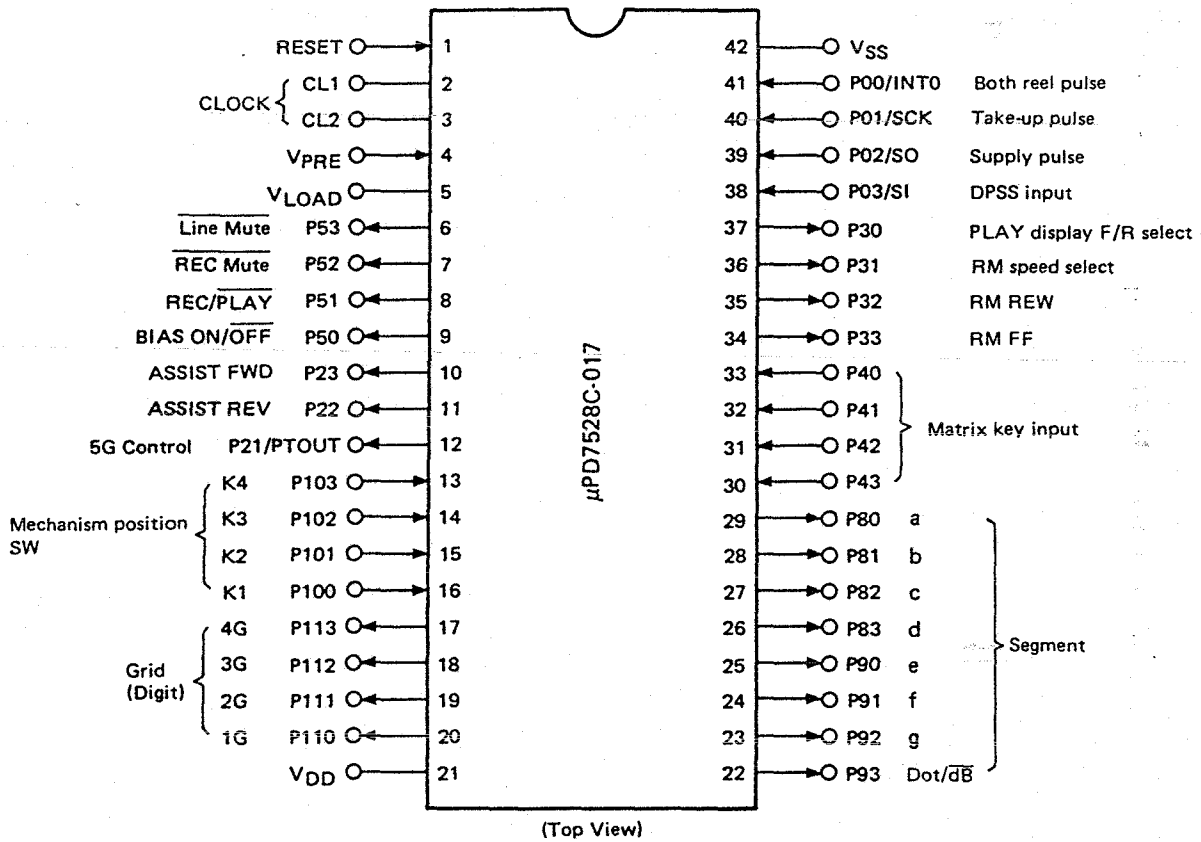 RESET 1 42 VSS
CL1 2 41 P00/INT0 Both reel pulse
CLOCK
CL2 3 40 P01/SCK Take-up pulse
VPRE 4 39 P02/SO Supply pulse
VLOAD 5 38 P03/SI DPSS input
Line Mute P53 6 37 P30 PLAY display F/R select
REC Mute P52 7 36 P31 RM speed select
REC/PLAY P51 8 35 P32 RM REW
BIAS ON/OFF P50 9 34 P33 RM FF
ASSIST FWD P23 10 33 P40
ASSIST REV P22 11 32 P41
Matrix key input
5G Control P21/PTOUT 12 31 P42
K4 P103 13 30 P43
Mechanism position
SW
K3 P102 14 29 P80 a
K2 P101 15 28 P81 b
K1 P100 16 27 P82 c
4G P113 17 26 P83 d
Segment
3G P112 18 25 P90 e
Grid
(Digit)
2G P111 19 24 P91 f
1G P110 20 23 P92 g
VDD 21 22 P93 Dot/dB
μPD7528C-017
(Top View)